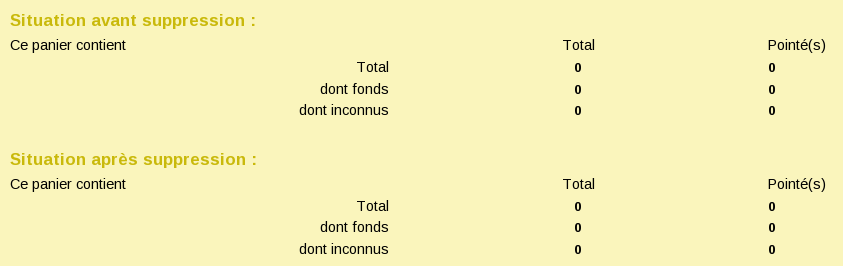 Situation avant suppression :
Ce panier contient Total Pointé(s)
Total 0 0
dont fonds 0 0
dont inconnus 0 0
Situation après suppression :
Ce panier contient Total Pointé(s)
Total 0 0
dont fonds 0 0
dont inconnus 0 0